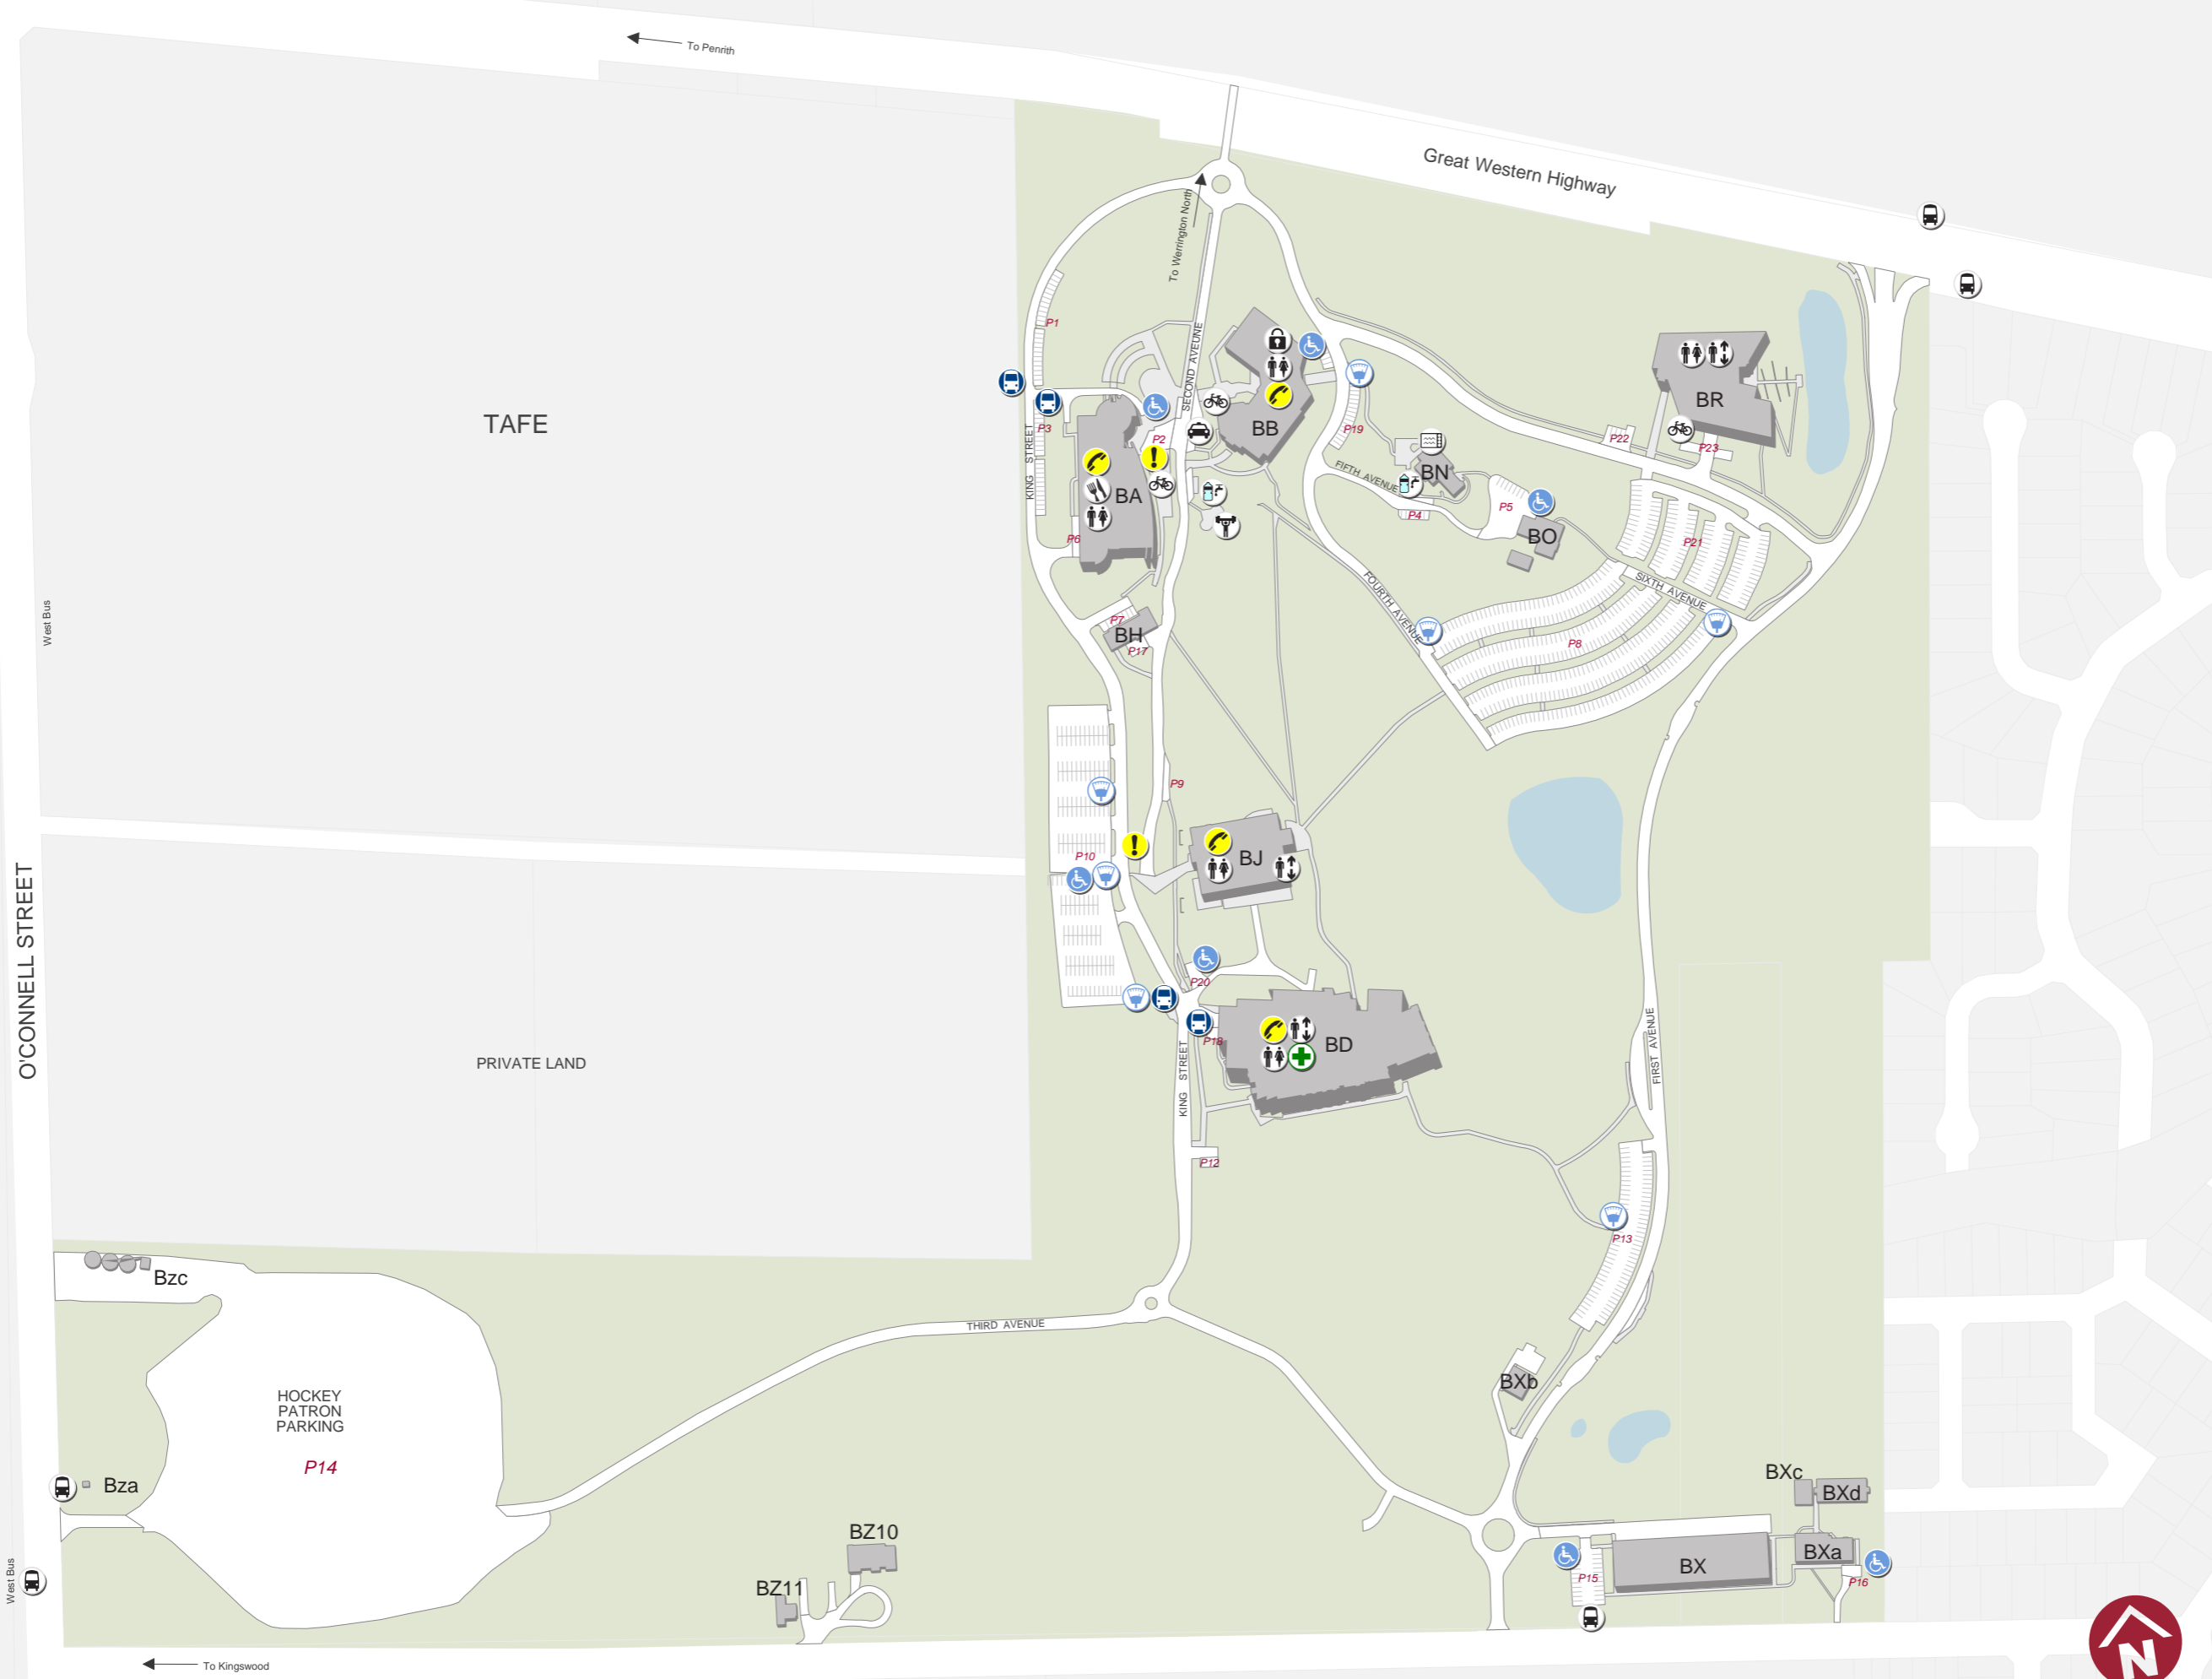 To Penrith
Great Western Highway
To Werrington North
P1
SECOND AVEUNE
TAFE
BR
P3
P2
BB
P19
P22
P23
KING STREET
BA
FIFTH AVENUE
BN
P5
P4
P6
BO
P21
West Bus
FOURTH AVENUE
SIXTH AVENUE
P7
BH
P17
P8
P9
P10
BJ
O'CONNELL STREET
P20
P18
BD
FIRST AVENUE
PRIVATE LAND
KING STREET
P12
P13
Bzc
THIRD AVENUE
HOCKEY
PATRON
PARKING
P14
BXb
Bza
BXc
BXd
BZ10
BXa
BX
West Bus
BZ11
P15
P16
To Kingswood
N